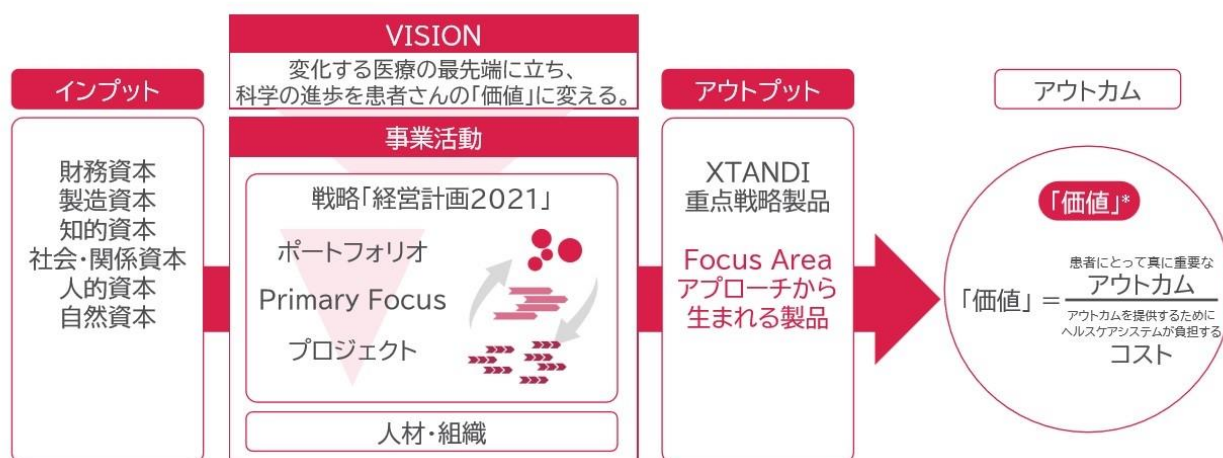 VISION
変化する医療の最先端に立ち、
科学の進歩を患者さんの「価値」に変える。
インプット
財務資本
製造資本
知的資本
社会・関係資本
人的資本
自然資本
事業活動
戦略「経営計画2021」
ポートフォリオ
Primary Focus
プロジェクト
人材・組織
アウトプット
XTANDI
重点戦略製品
Focus Area
アプローチから
生まれる製品
アウトカム
「価値」*
「価値」=
患者にとって真に重要な
アウトカム
アウトカムを提供するために
ヘルスケアシステムが負担する
コスト